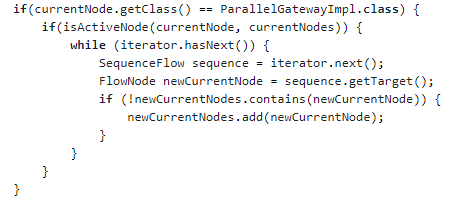 if(currentNode.getClass() == ParallelGatewayImpl.class) {
    if(isActiveNode(currentNode, currentNodes)) {
        while (iterator.hasNext()) {
            SequenceFlow sequence = iterator.next();
            FlowNode newCurrentNode = sequence.getTarget();
            if (!newCurrentNodes.contains(newCurrentNode)) {
                newCurrentNodes.add(newCurrentNode);
            }
        }
    }
}